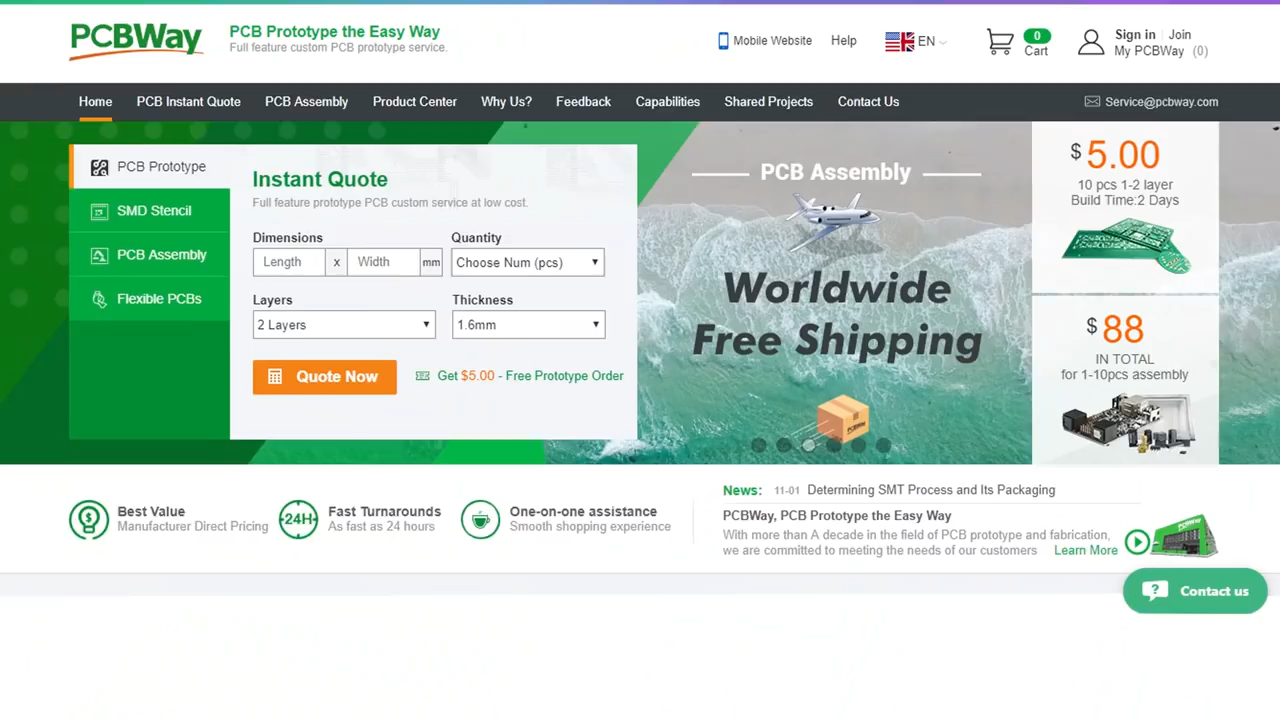 PCBWay
PCB Prototype the Easy Way
Full feature custom PCB prototype service.
Mobile Website
Help
EN
0
Cart
Sign in | Join
My PCBWay (0)
Home
PCB Instant Quote
PCB Assembly
Product Center
Why Us?
Feedback
Capabilities
Shared Projects
Contact Us
Service@pcbway.com
PCB Prototype
SMD Stencil
PCB Assembly
Flexible PCBs
Instant Quote
Full feature prototype PCB custom service at low cost.
Dimensions
Quantity
Length x Width mm
Choose Num (pcs)
Layers
Thickness
2 Layers
1.6mm
Quote Now
Get $5.00 - Free Prototype Order
PCB Assembly
Worldwide
Free Shipping
PCBWay
$5.00
10 pcs 1-2 layer
Build Time:2 Days
$88
IN TOTAL
for 1-10pcs assembly
Best Value
Manufacturer Direct Pricing
24H
Fast Turnarounds
As fast as 24 hours
One-on-one assistance
Smooth shopping experience
News: 11-01 Determining SMT Process and Its Packaging
PCBWay, PCB Prototype the Easy Way
With more than A decade in the field of PCB prototype and fabrication,
we are committed to meeting the needs of our customers Learn More
PCBWay
Contact us